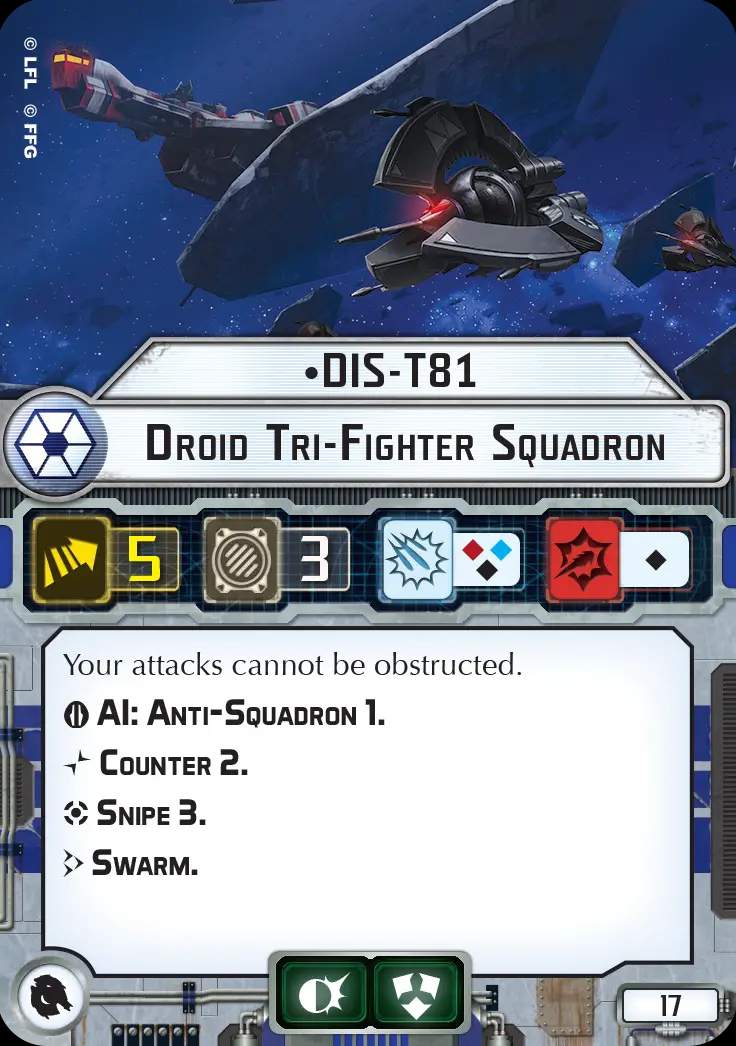 © LFL © FFG
•DIS-T81
Droid Tri-Fighter Squadron
5
3
Your attacks cannot be obstructed.
AI: Anti-Squadron 1.
Counter 2.
Snipe 3.
Swarm.
17